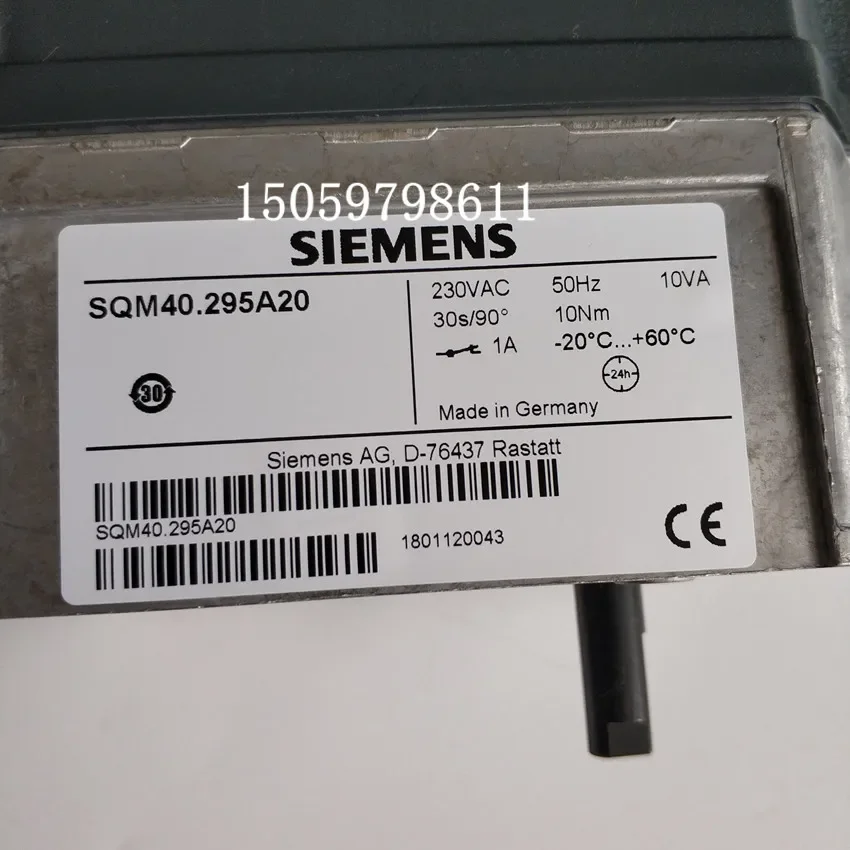 15059798611
SIEMENS
SQM40.295A20
230VAC 50Hz 10VA
30s/90° 10Nm
1A -20°C...+60°C
24h
30
Made in Germany
Siemens AG, D-76437 Rastatt
SQM40.295A20
1801120043
CE